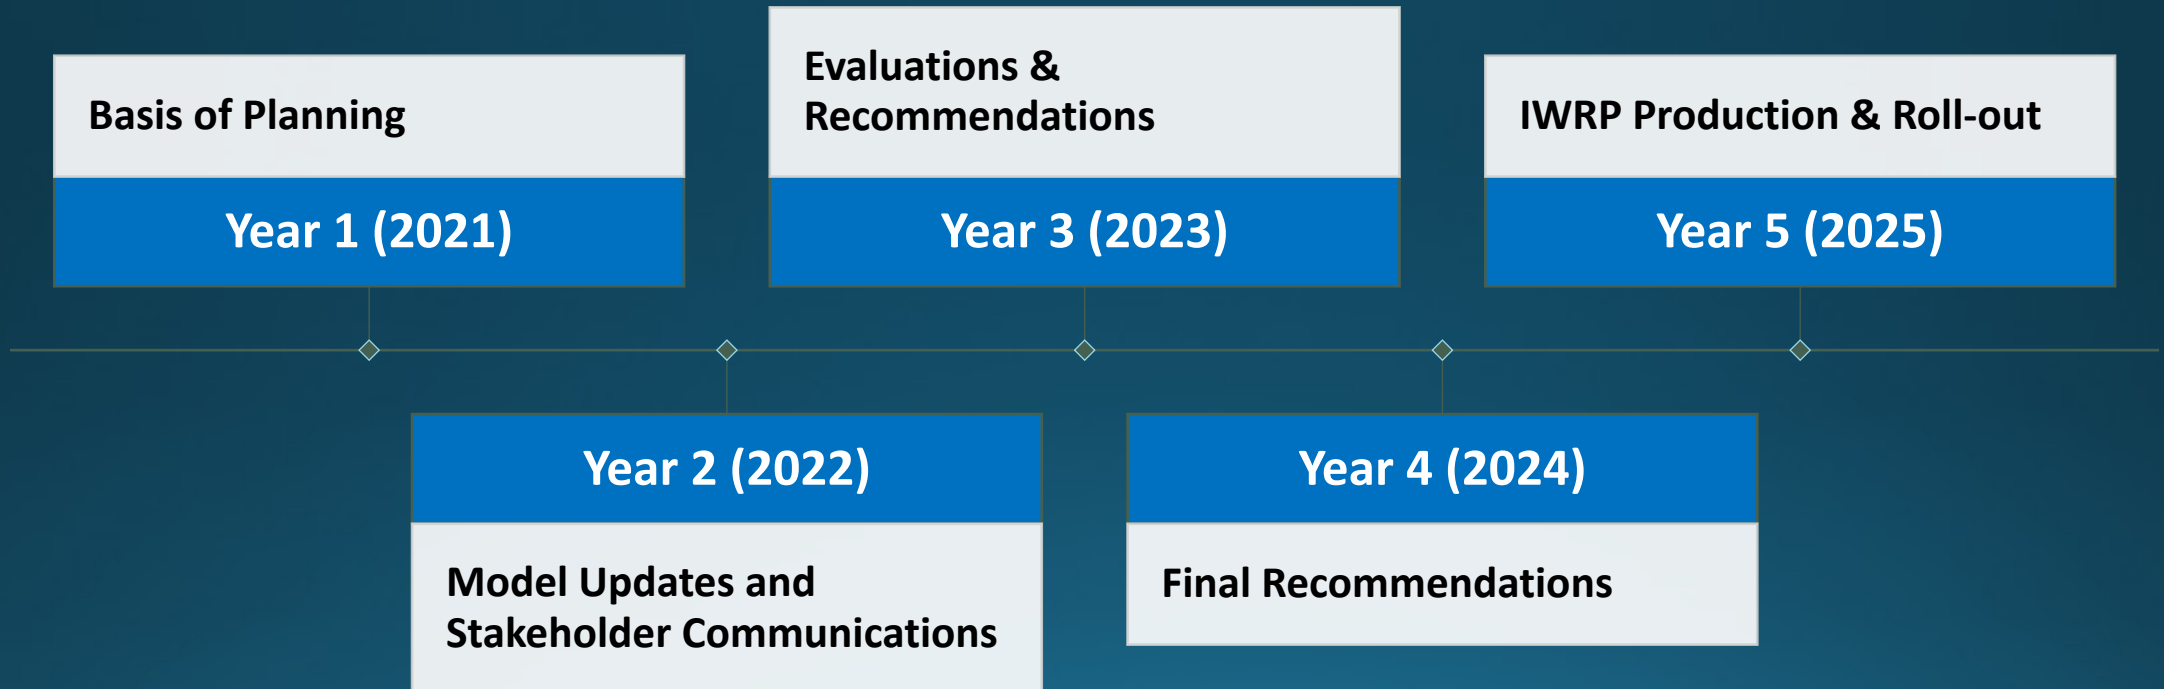 Basis of Planning
Year 1 (2021)
Model Updates and
Stakeholder Communications
Year 2 (2022)
Evaluations &
Recommendations
Year 3 (2023)
Final Recommendations
Year 4 (2024)
IWRP Production & Roll-out
Year 5 (2025)